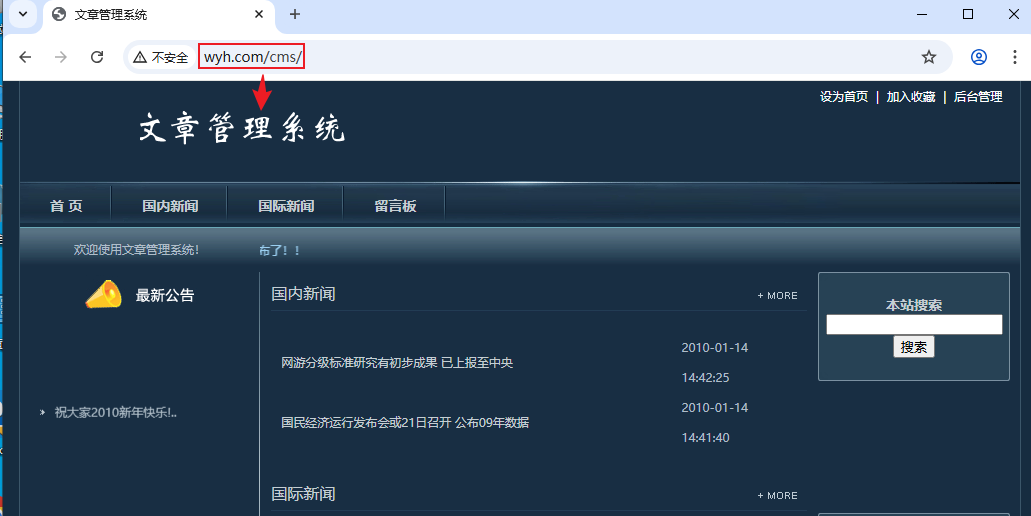 文章管理系统
不安全 wyh.com/cms/
设为首页 | 加入收藏 | 后台管理
文章管理系统
首 页 国内新闻 国际新闻 留言板
欢迎使用文章管理系统! 布了！！
最新公告
祝大家2010新年快乐!..
国内新闻 + MORE
网游分级标准研究有初步成果 已上报至中央 2010-01-14
14:42:25
国民经济运行发布会或21日召开 公布09年数据 2010-01-14
14:41:40
国际新闻 + MORE
本站搜索
搜索